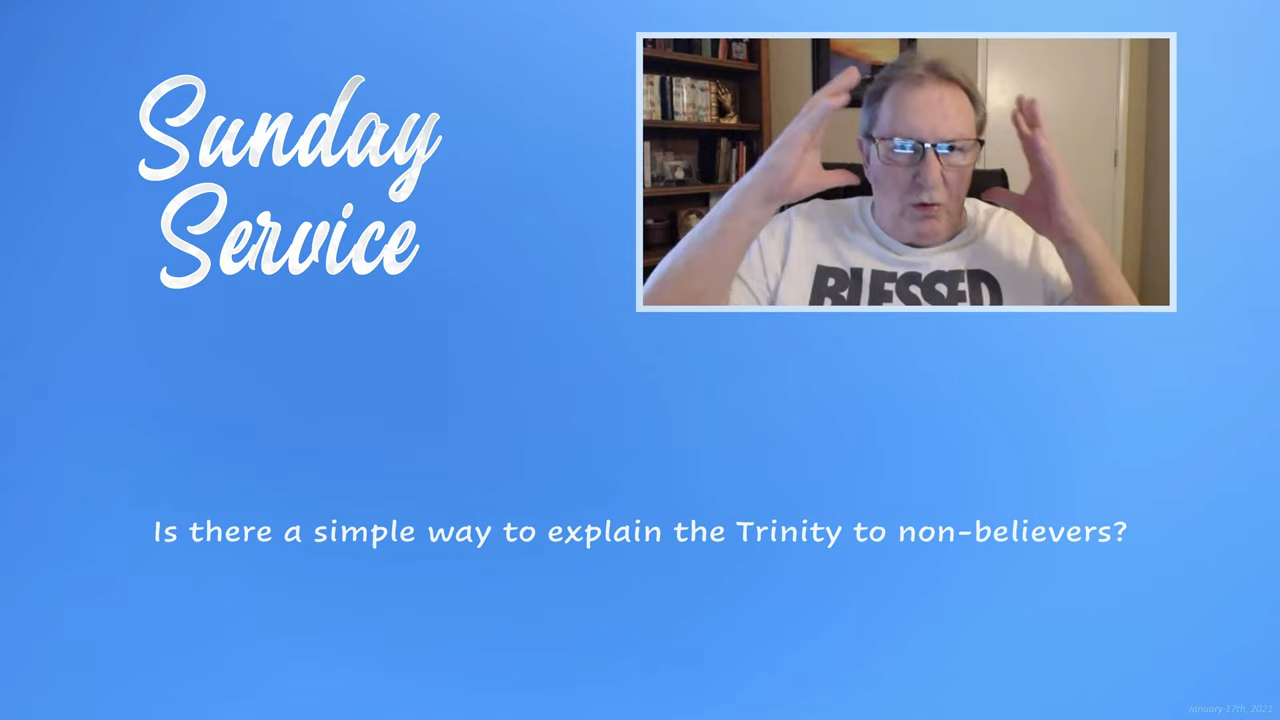 Sunday
Service
BLESSED
Is there a simple way to explain the Trinity to non-believers?
January 17th, 2021